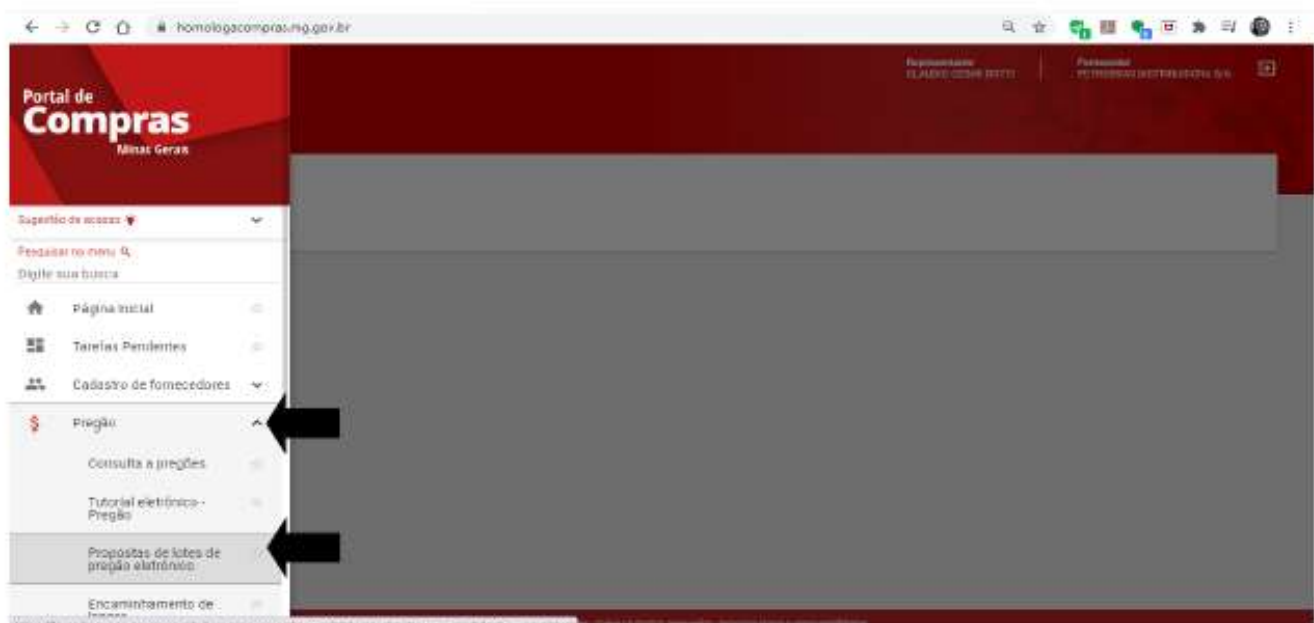 homologacompras.mg.gov.br
Representante
Fornecedor
Portal de
Compras
Minas Gerais
Sugestão de acesso
Pesquisar no menu
Digite sua busca
Página Inicial
Tarefas Pendentes
Cadastro de fornecedores
Pregão
Consulta a pregões
Tutorial eletrônico -
Pregão
Propostas de lotes de
pregão eletrônico
Encaminhamento de